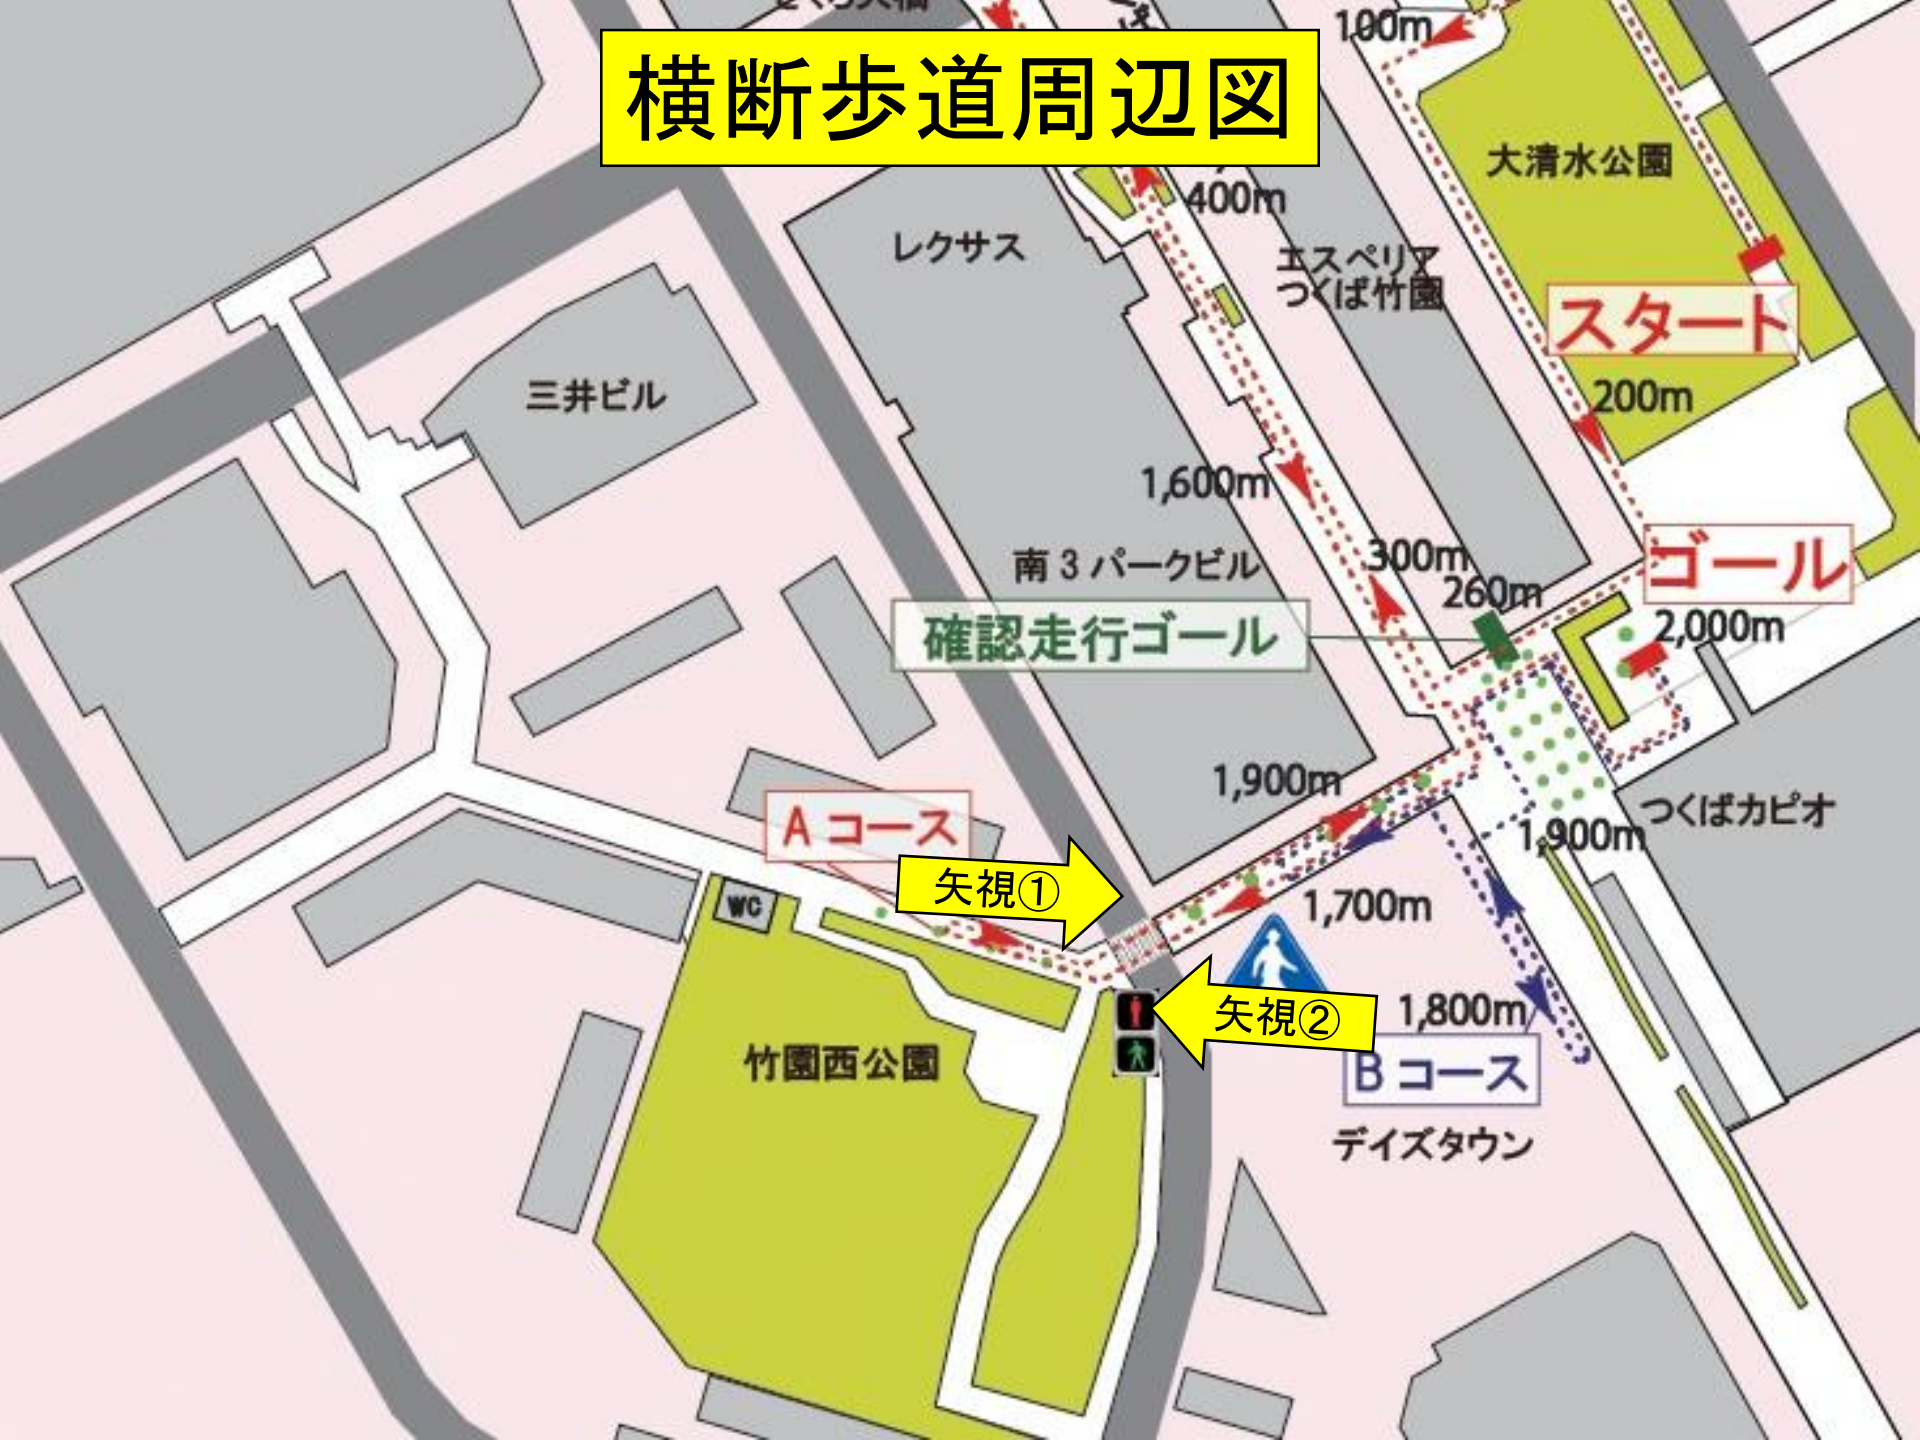 横断歩道周辺図
100m
大清水公園
400m
レクサス
エスペリア
つくば竹園
スタート
200m
三井ビル
1,600m
300m
南3パークビル
260m
ゴール
確認走行ゴール
2,000m
1,900m
つくばカピオ
Aコース
1,900m
矢視①
WC
1,700m
矢視②
1,800m
竹園西公園
Bコース
デイズタウン